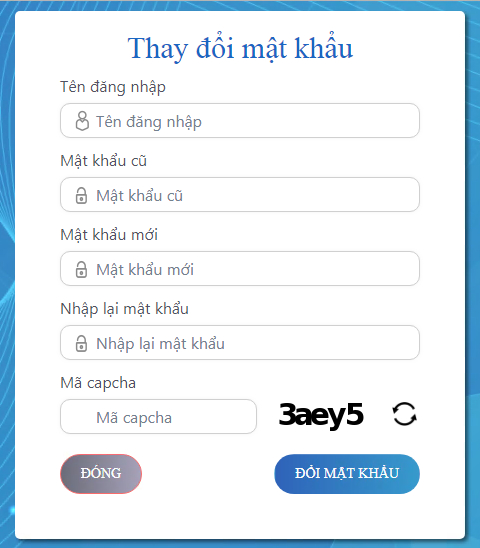 Thay đổi mật khẩu
Tên đăng nhập
Tên đăng nhập
Mật khẩu cũ
Mật khẩu cũ
Mật khẩu mới
Mật khẩu mới
Nhập lại mật khẩu
Nhập lại mật khẩu
Mã capcha
Mã capcha 3aey5
ĐÓNG ĐỔI MẬT KHẨU